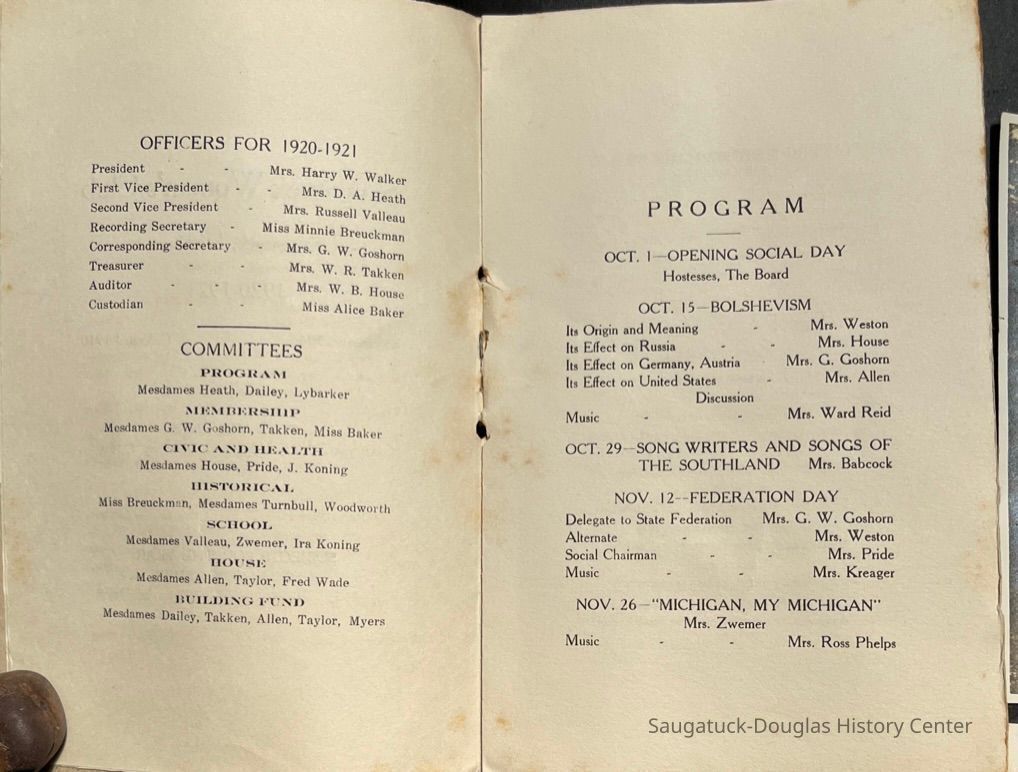 OFFICERS FOR 1920-1921
President - - Mrs. Harry W. Walker
First Vice President - - Mrs. D. A. Heath
Second Vice President - Mrs. Russell Valleau
Recording Secretary - Miss Minnie Breuckman
Corresponding Secretary - Mrs. G. W. Goshorn
Treasurer - - Mrs. W. R. Takken
Auditor - - - Mrs. W. B. House
Custodian - - Miss Alice Baker
COMMITTEES
PROGRAM
Mesdames Heath, Dailey, Lybarker
MEMBERSHIP
Mesdames G. W. Goshorn, Takken, Miss Baker
CIVIC AND HEALTH
Mesdames House, Pride, J. Koning
HISTORICAL
Miss Breuckman, Mesdames Turnbull, Woodworth
SCHOOL
Mesdames Valleau, Zwemer, Ira Koning
HOUSE
Mesdames Allen, Taylor, Fred Wade
BUILDING FUND
Mesdames Dailey, Takken, Allen, Taylor, Myers
PROGRAM
OCT. 1—OPENING SOCIAL DAY
Hostesses, The Board
OCT. 15—BOLSHEVISM
Its Origin and Meaning - Mrs. Weston
Its Effect on Russia - - Mrs. House
Its Effect on Germany, Austria Mrs. G. Goshorn
Its Effect on United States - Mrs. Allen
Discussion
Music - - Mrs. Ward Reid
OCT. 29—SONG WRITERS AND SONGS OF
THE SOUTHLAND Mrs. Babcock
NOV. 12--FEDERATION DAY
Delegate to State Federation Mrs. G. W. Goshorn
Alternate - - Mrs. Weston
Social Chairman - - Mrs. Pride
Music - - Mrs. Kreager
NOV. 26—"MICHIGAN, MY MICHIGAN"
Mrs. Zwemer
Music - - Mrs. Ross Phelps
Saugatuck-Douglas History Center